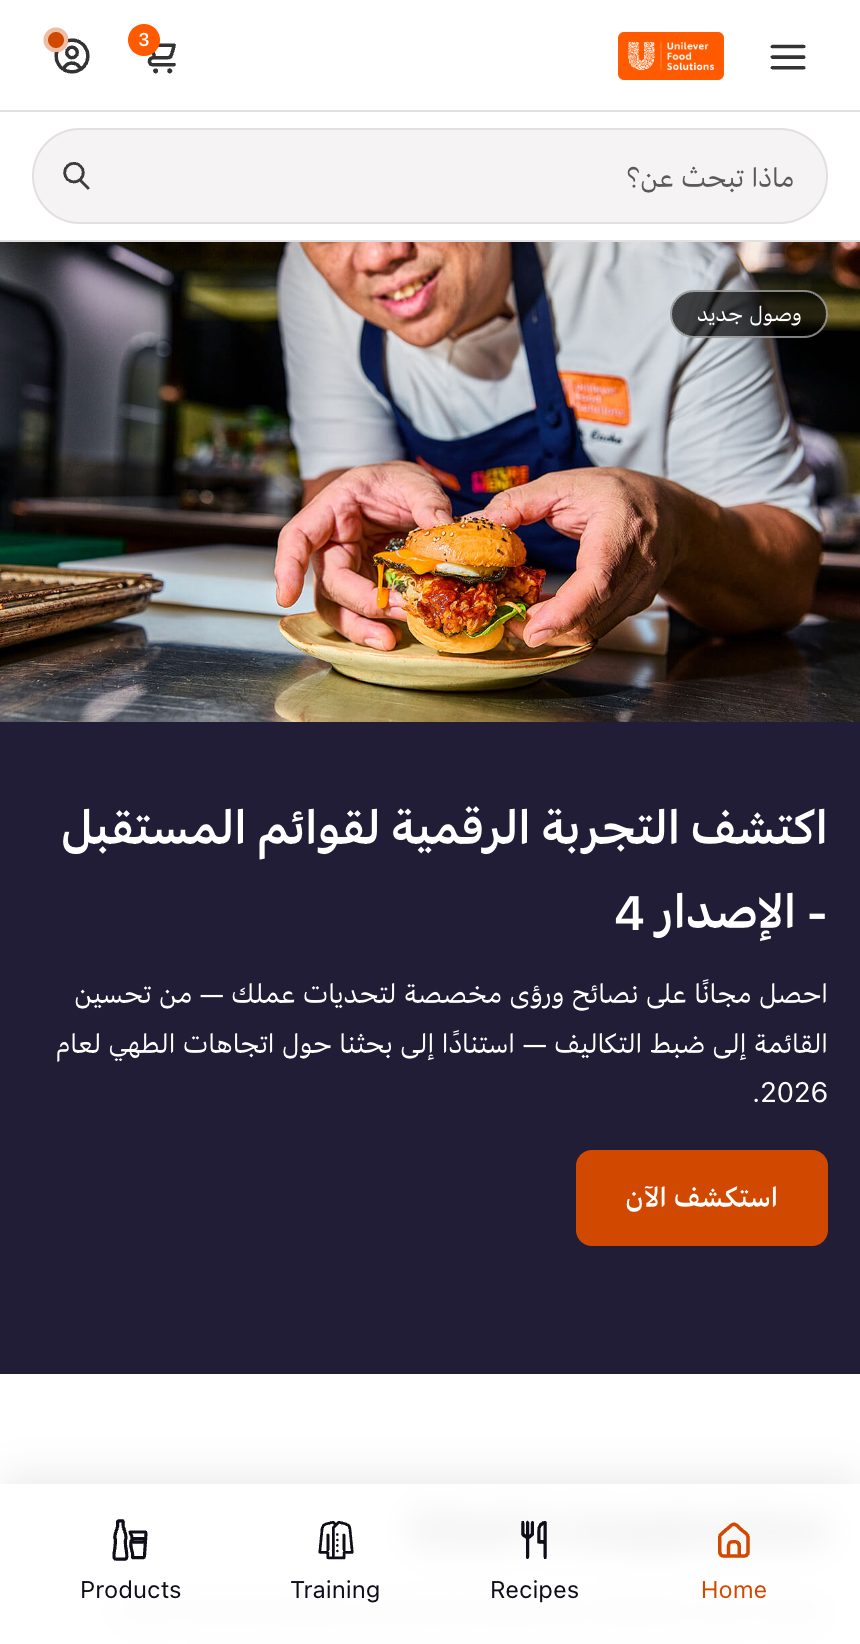 3
Unilever
Food
Solutions
ماذا تبحث عن؟
وصول جديد
اكتشف التجربة الرقمية لقوائم المستقبل
- الإصدار 4
احصل مجانًا على نصائح ورؤى مخصصة لتحديات عملك — من تحسين
القائمة إلى ضبط التكاليف — استنادًا إلى بحثنا حول اتجاهات الطهي لعام
2026.
استكشف الآن
Home
Recipes
Training
Products